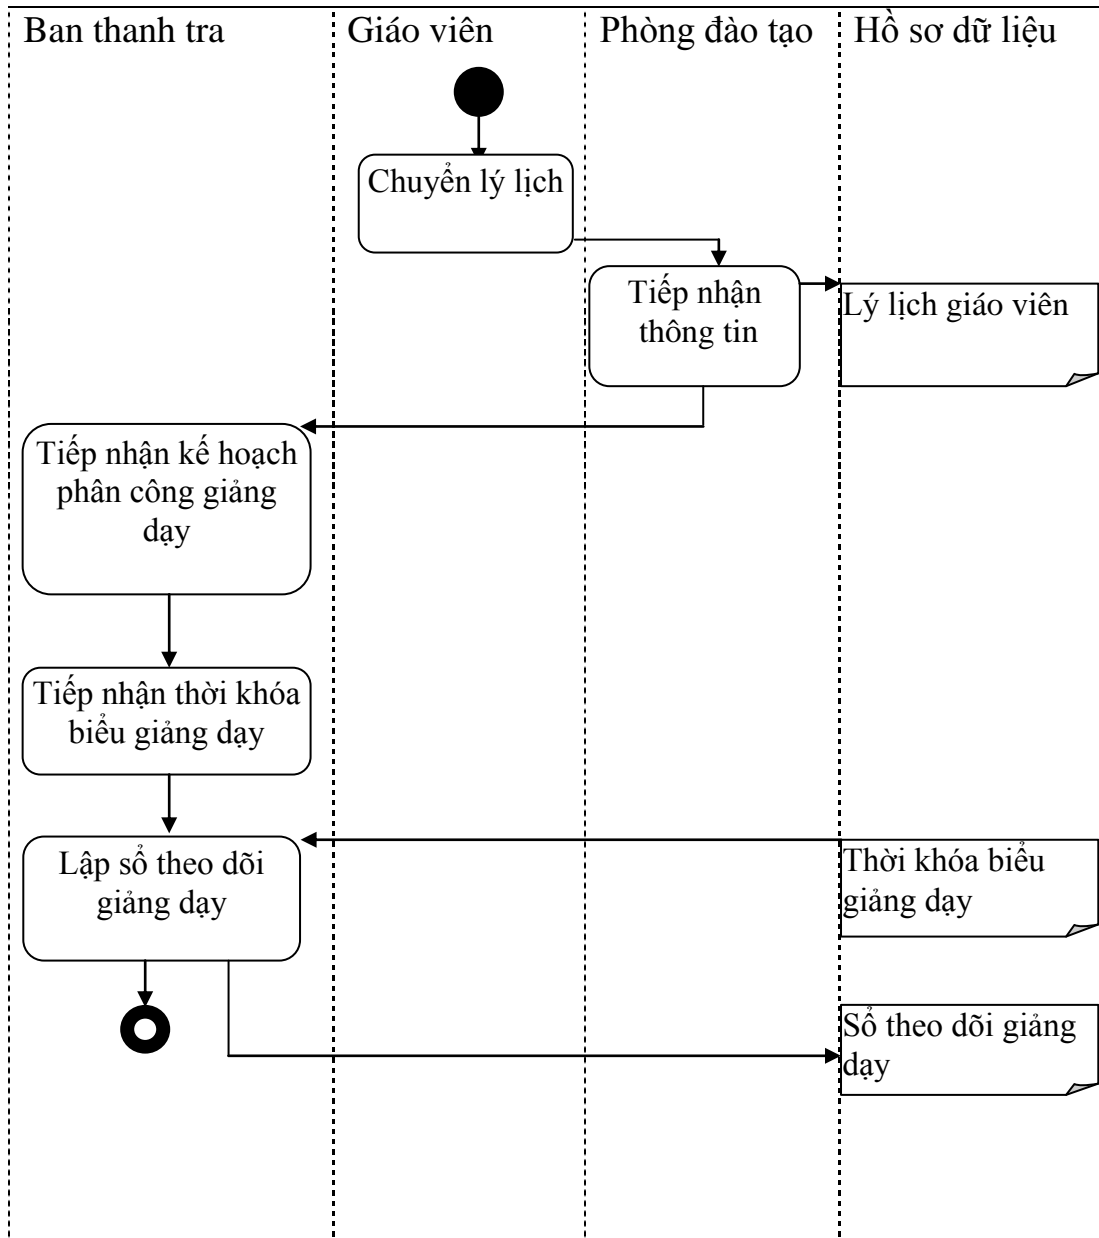 Ban thanh tra
Giáo viên
Phòng đào tạo
Hồ sơ dữ liệu
Chuyển lý lịch
Tiếp nhận
thông tin
Lý lịch giáo viên
Tiếp nhận kế hoạch
phân công giảng
dạy
Tiếp nhận thời khóa
biểu giảng dạy
Lập sổ theo dõi
giảng dạy
Thời khóa biểu
giảng dạy
Sổ theo dõi giảng
dạy